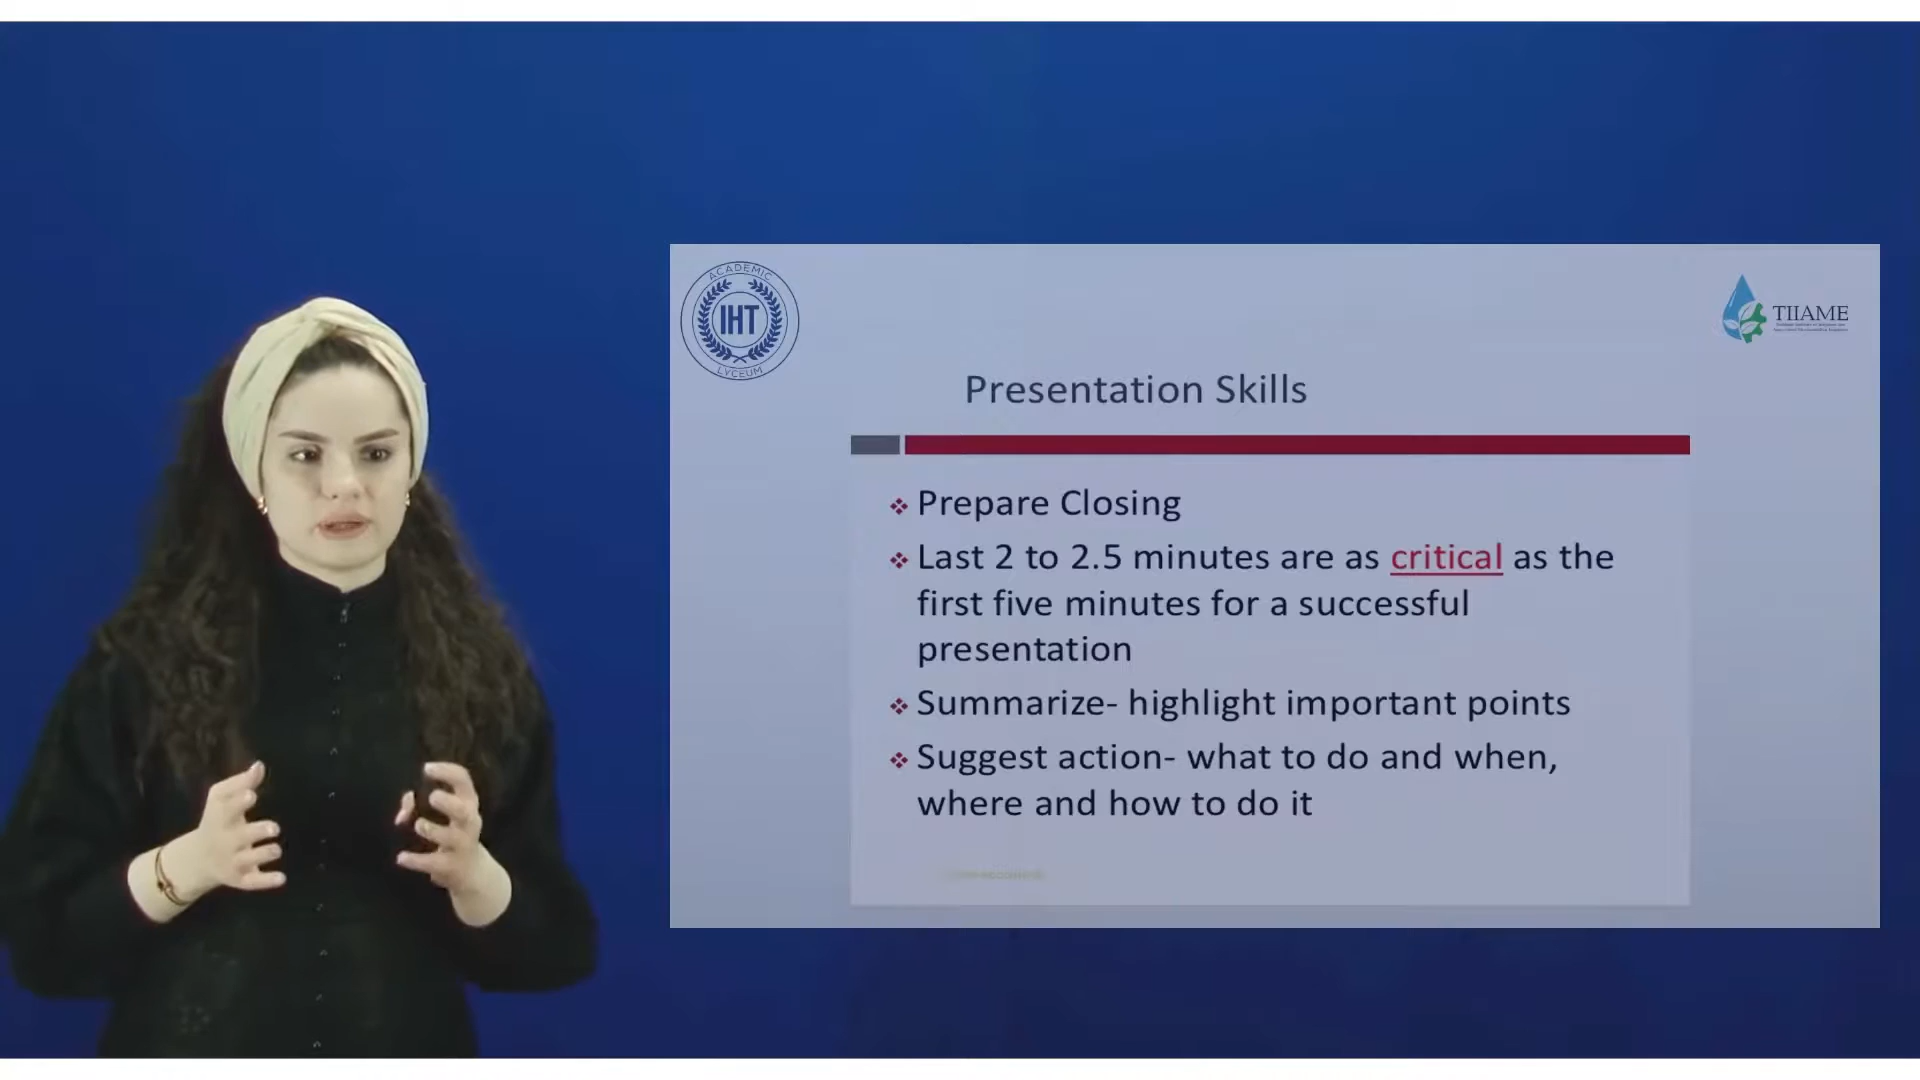 ACADEMIC
IHT
LYCEUM
TIIAME
Presentation Skills
❖ Prepare Closing
❖ Last 2 to 2.5 minutes are as critical as the
first five minutes for a successful
presentation
❖ Summarize- highlight important points
❖ Suggest action- what to do and when,
where and how to do it